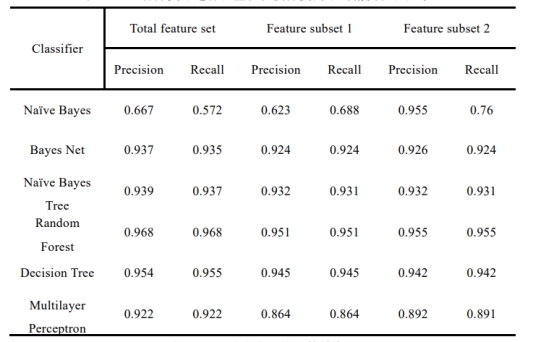 Total feature set Feature subset 1 Feature subset 2
Classifier
Precision Recall Precision Recall Precision Recall
Naïve Bayes 0.667 0.572 0.623 0.688 0.955 0.76
Bayes Net 0.937 0.935 0.924 0.924 0.926 0.924
Naïve Bayes
Tree
0.939 0.937 0.932 0.931 0.932 0.931
Random
Forest
0.968 0.968 0.951 0.951 0.955 0.955
Decision Tree 0.954 0.955 0.945 0.945 0.942 0.942
Multilayer
Perceptron
0.922 0.922 0.864 0.864 0.892 0.891